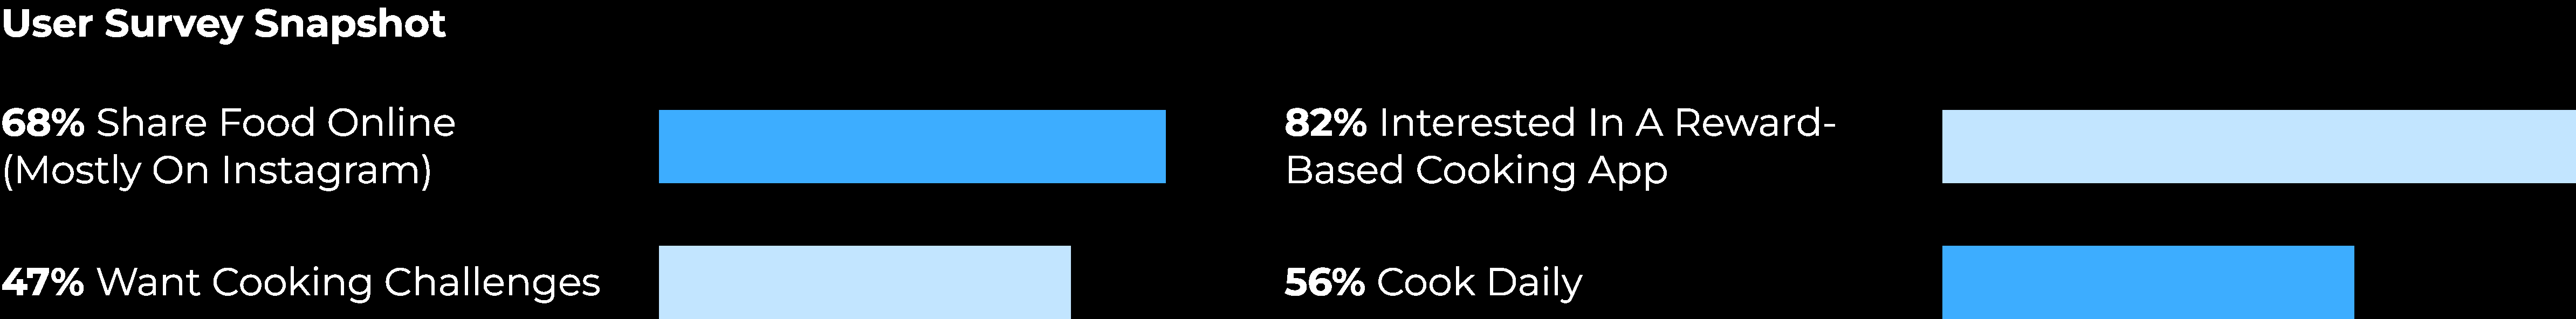 User Survey Snapshot
68% Share Food Online
(Mostly On Instagram)
47% Want Cooking Challenges
82% Interested In A Reward-
Based Cooking App
56% Cook Daily